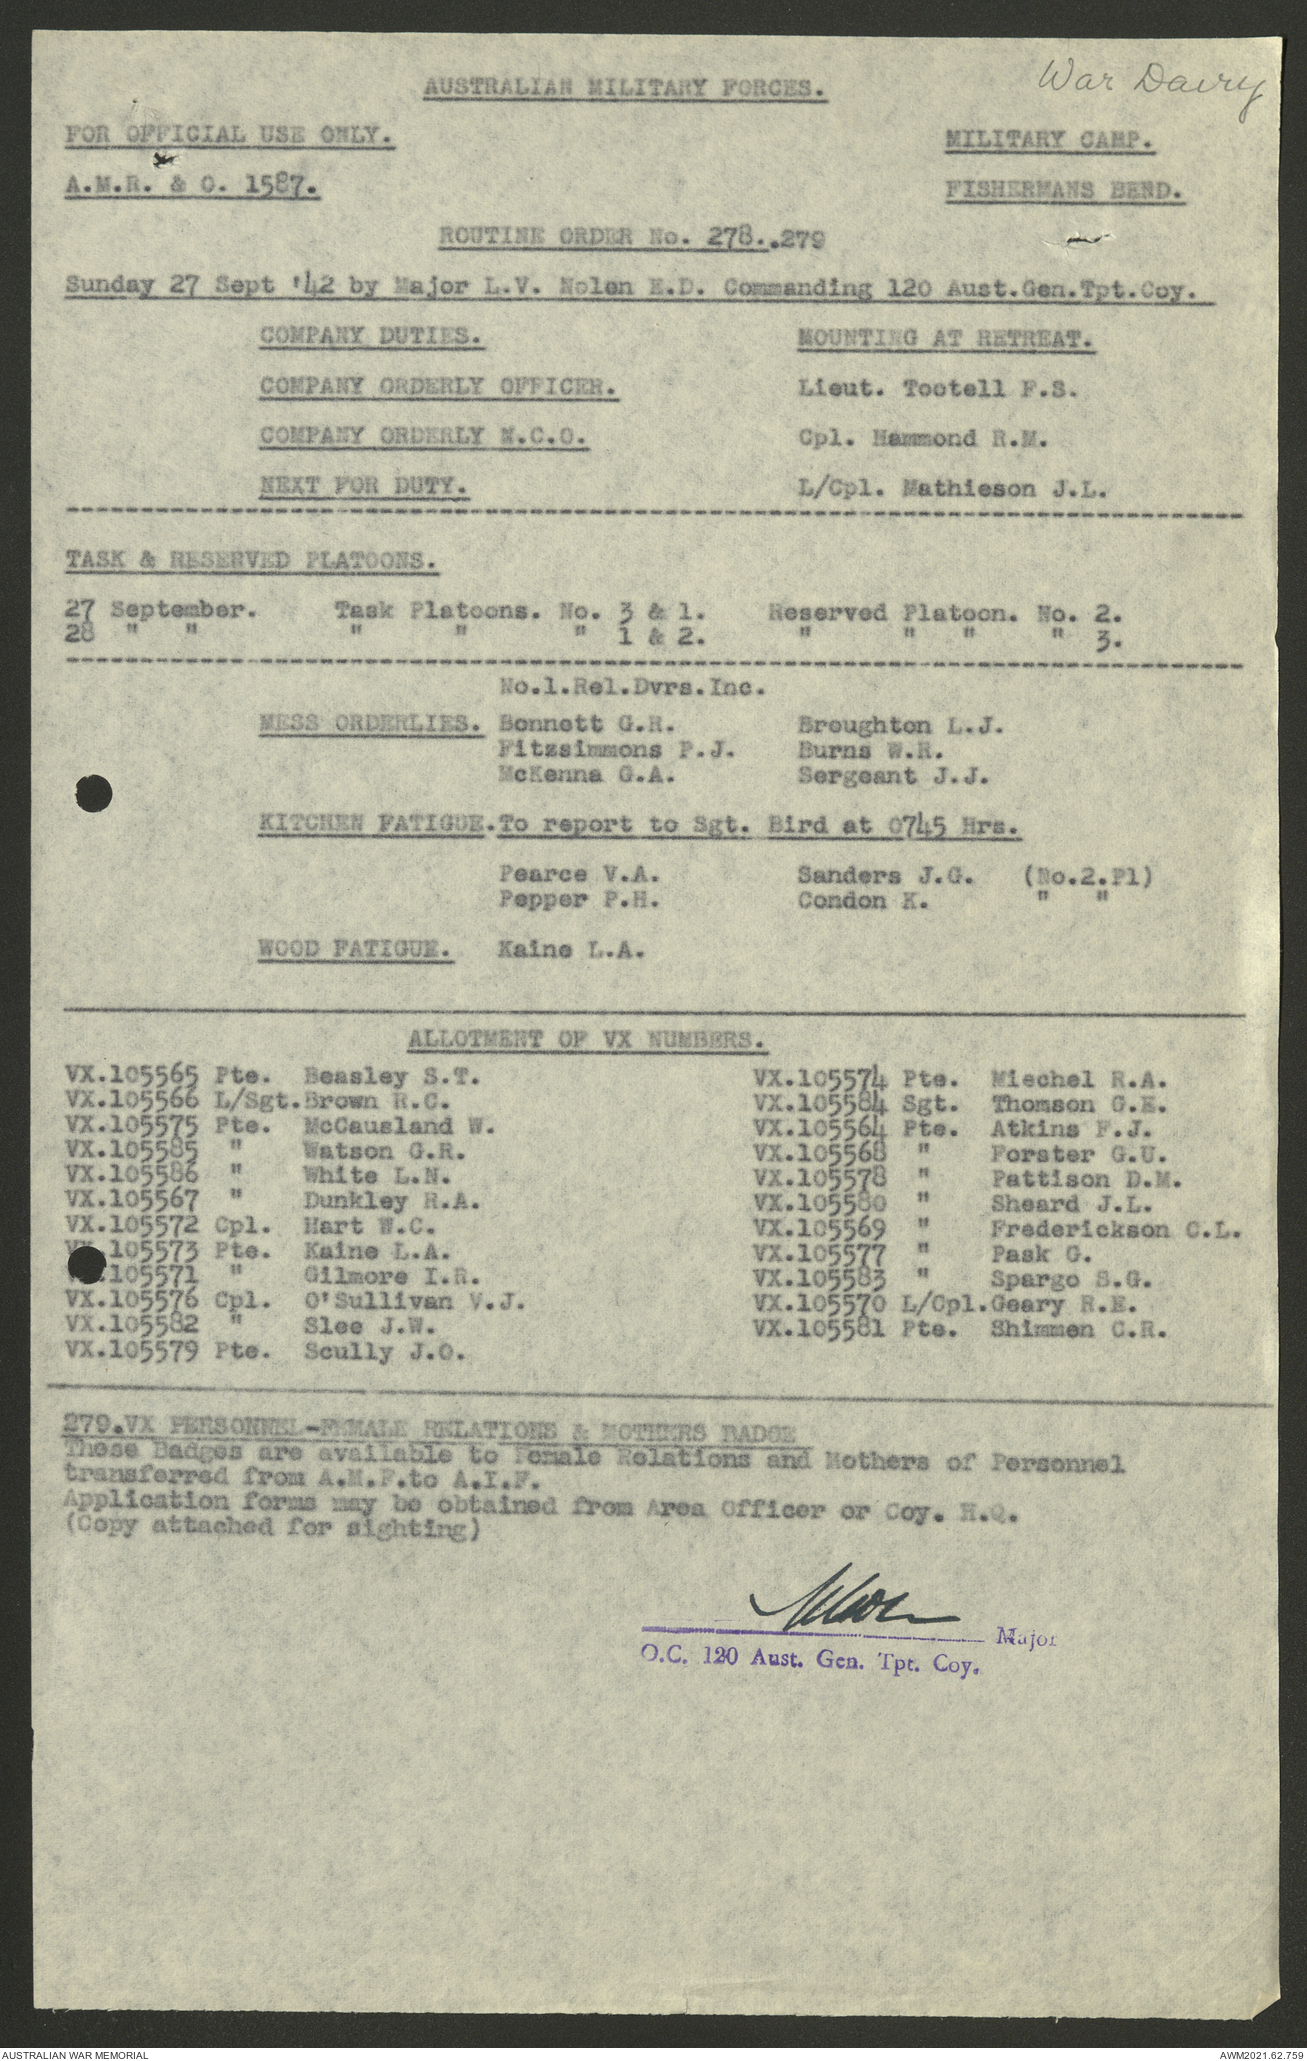 War Dairy
AUSTRALIAN MILITARY FORCES.
FOR OFFICIAL USE ONLY. MILITARY CAMP.
A.M.R. & O. 1587. FISHERMANS BEND.
ROUTINE ORDER No. 278..279
Sunday 27 Sept '42 by Major L.V. Nolen E.D. Commanding 120 Aust.Gen.Tpt.Coy.
COMPANY DUTIES. MOUNTING AT RETREAT.
COMPANY ORDERLY OFFICER. Lieut. Tootell F.S.
COMPANY ORDERLY N.C.O. Cpl. Hammond R.M.
NEXT FOR DUTY. L/Cpl. Mathieson J.L.
TASK & RESERVED PLATOONS.
27 September. Task Platoons. No. 3 & 1. Reserved Platoon. No. 2.
28 " " " " " 1 & 2. " " " " 3.
No.1.Rel.Dvrs.Inc.
MESS ORDERLIES. Bonnett G.R. Broughton L.J.
Fitzsimmons P.J. Burns W.R.
McKenna G.A. Sergeant J.J.
KITCHEN FATIGUE.To report to Sgt. Bird at 0745 Hrs.
Pearce V.A. Sanders J.G. (No.2.Pl)
Pepper P.H. Condon K. " "
WOOD FATIGUE. Kaine L.A.
ALLOTMENT OF VX NUMBERS.
VX.105565 Pte. Beasley S.T. VX.105574 Pte. Miechel R.A.
VX.105566 L/Sgt.Brown R.C. VX.105584 Sgt. Thomson G.E.
VX.105575 Pte. McCausland W. VX.105564 Pte. Atkins F.J.
VX.105585 " Watson G.R. VX.105568 " Forster G.U.
VX.105586 " White L.N. VX.105578 " Pattison D.M.
VX.105567 " Dunkley R.A. VX.105580 " Sheard J.L.
VX.105572 Cpl. Hart W.C. VX.105569 " Frederickson C.L.
VX.105573 Pte. Kaine L.A. VX.105577 " Pask G.
VX.105571 " Gilmore I.R. VX.105583 " Spargo S.G.
VX.105576 Cpl. O'Sullivan V.J. VX.105570 L/Cpl.Geary R.E.
VX.105582 " Slee J.W. VX.105581 Pte. Shimmen C.R.
VX.105579 Pte. Scully J.O.
279.VX PERSONNEL-FEMALE RELATIONS & MOTHERS BADGE
These Badges are available to Female Relations and Mothers of Personnel
transferred from A.M.F.to A.I.F.
Application forms may be obtained from Area Officer or Coy. H.Q.
(Copy attached for sighting)
Major
O.C. 120 Aust. Gen. Tpt. Coy.
AUSTRALIAN WAR MEMORIAL AWM2021.62.759